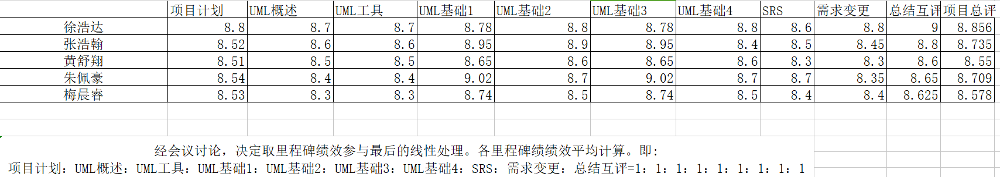 项目计划 UML概述 UML工具 UML基础1 UML基础2 UML基础3 UML基础4 SRS 需求变更 总结互评 项目总评
徐浩达 8.8 8.7 8.7 8.78 8.8 8.78 8.8 8.6 8.8 9 8.856
张浩翰 8.52 8.6 8.6 8.95 8.9 8.95 8.4 8.5 8.45 8.8 8.735
黄舒翔 8.51 8.5 8.5 8.65 8.6 8.65 8.6 8.3 8.3 8.6 8.55
朱佩豪 8.54 8.4 8.4 9.02 8.7 9.02 8.7 8.7 8.35 8.65 8.709
梅晨睿 8.53 8.3 8.3 8.74 8.5 8.74 8.5 8.4 8.4 8.625 8.578
经会议讨论，决定取里程碑绩效参与最后的线性处理。各里程碑绩绩效平均计算。即:
项目计划：UML概述：UML工具：UML基础1：UML基础2：UML基础3：UML基础4：SRS：需求变更：总结互评=1：1：1：1：1：1：1：1：1